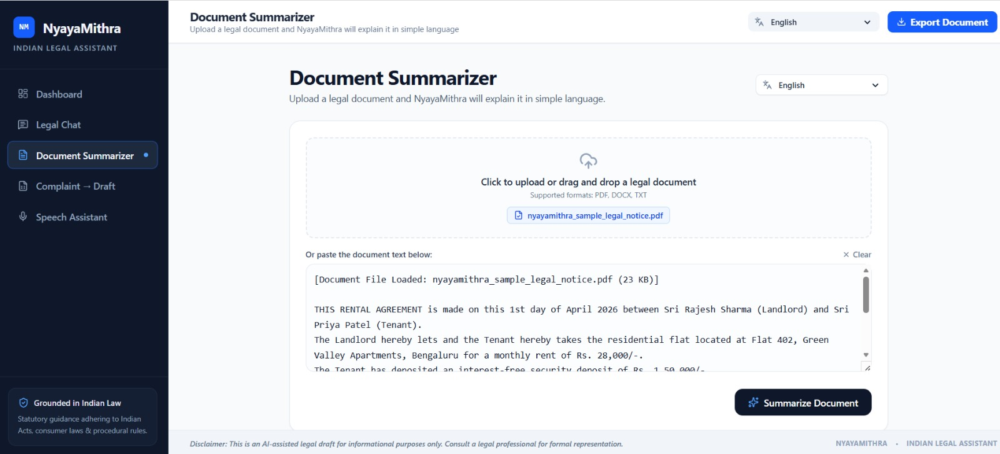 NM
NyayaMithra
INDIAN LEGAL ASSISTANT
Dashboard
Legal Chat
Document Summarizer
Complaint → Draft
Speech Assistant
Grounded in Indian Law
Statutory guidance adhering to Indian
Acts, consumer laws & procedural rules.
Document Summarizer
Upload a legal document and NyayaMithra will explain it in simple language
English
Export Document
Document Summarizer
Upload a legal document and NyayaMithra will explain it in simple language.
English
Click to upload or drag and drop a legal document
Supported formats: PDF, DOCX, TXT
nyayamithra_sample_legal_notice.pdf
Or paste the document text below:
Clear
[Document File Loaded: nyayamithra_sample_legal_notice.pdf (23 KB)]
THIS RENTAL AGREEMENT is made on this 1st day of April 2026 between Sri Rajesh Sharma (Landlord) and Sri
Priya Patel (Tenant).
The Landlord hereby lets and the Tenant hereby takes the residential flat located at Flat 402, Green
Valley Apartments, Bengaluru for a monthly rent of Rs. 28,000/-.
The Tenant has deposited an interest-free security deposit of Rs. 1,50,000/-
Summarize Document
Disclaimer: This is an AI-assisted legal draft for informational purposes only. Consult a legal professional for formal representation.
NYAYAMITHRA • INDIAN LEGAL ASSISTANT